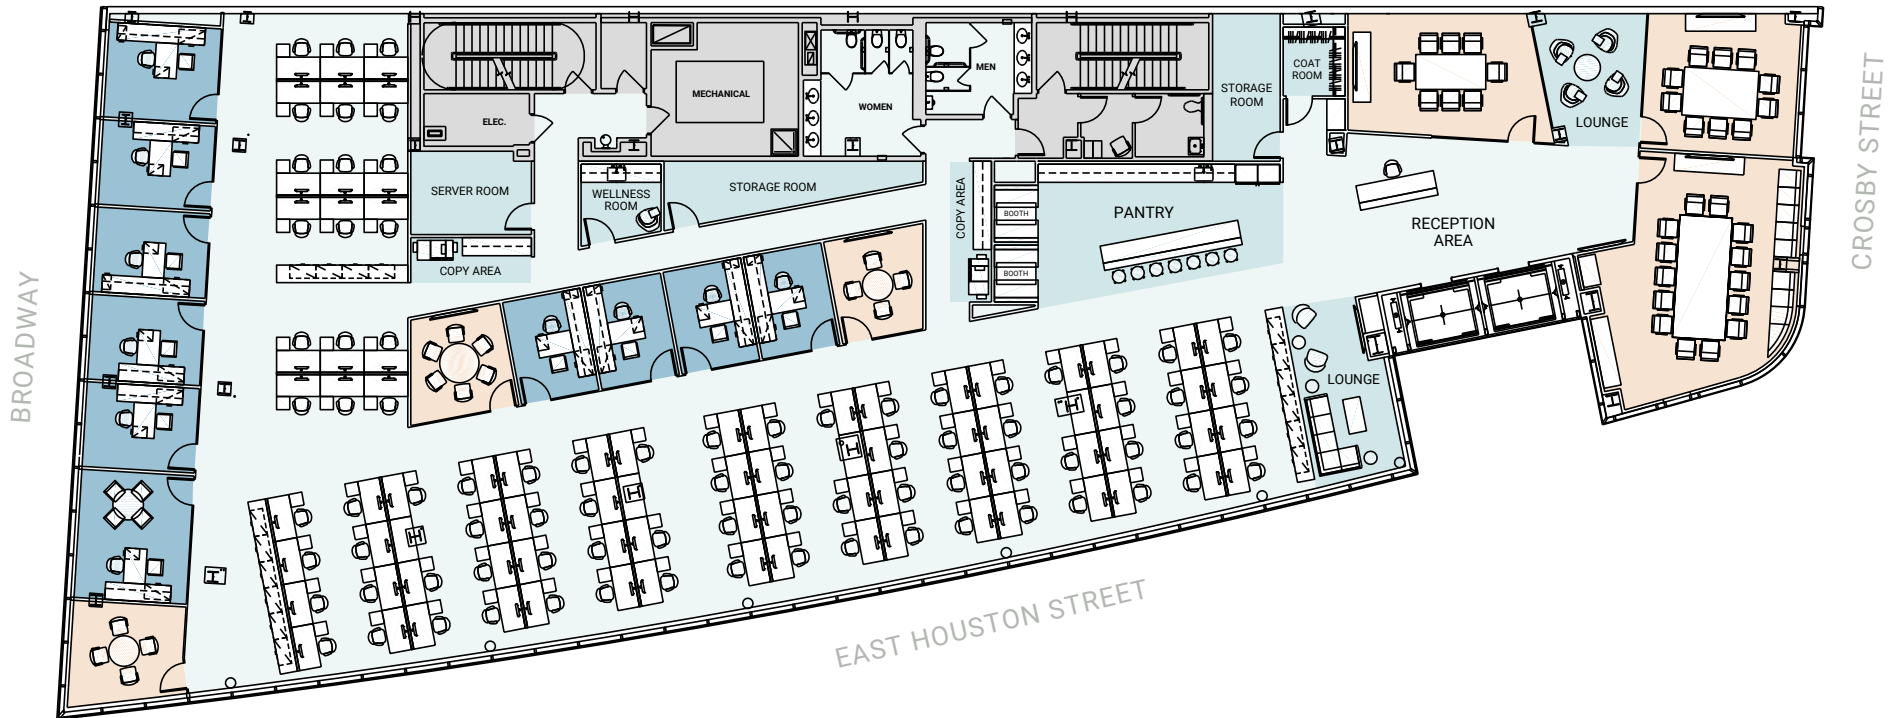 MECHANICAL
ELEC.
WOMEN
MEN
STORAGE
ROOM
COAT
ROOM
LOUNGE
SERVER ROOM
WELLNESS
ROOM
STORAGE ROOM
COPY AREA
BOOTH
BOOTH
PANTRY
RECEPTION
AREA
COPY AREA
LOUNGE
BROADWAY
EAST HOUSTON STREET
CROSBY STREET